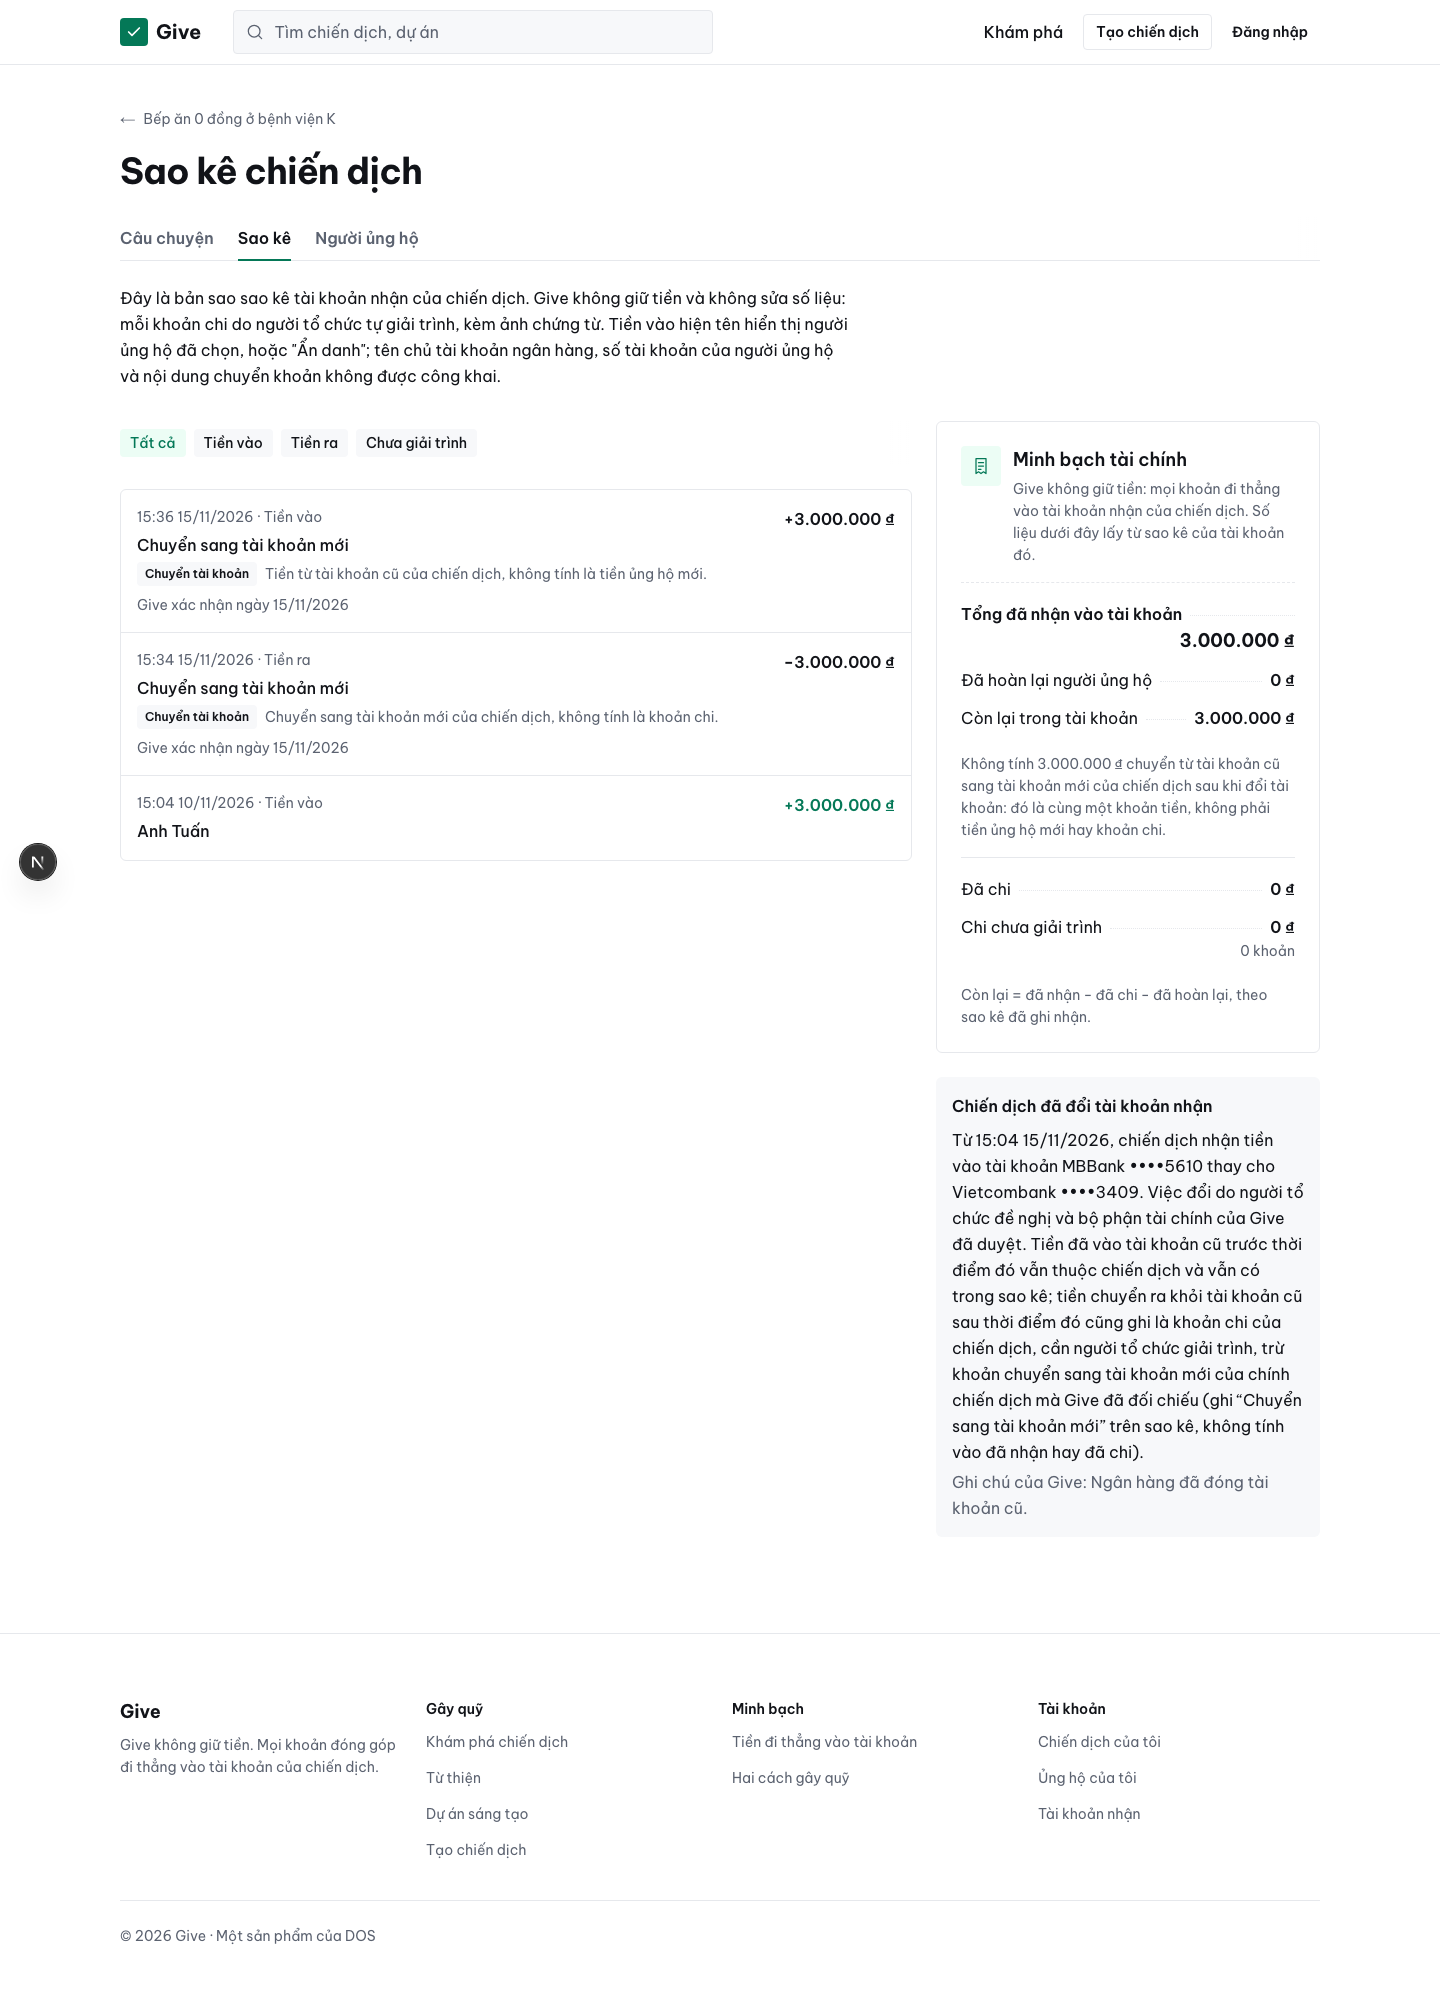 Give
Tìm chiến dịch, dự án
Khám phá
Tạo chiến dịch
Đăng nhập
← Bếp ăn 0 đồng ở bệnh viện K
Sao kê chiến dịch
Câu chuyện
Sao kê
Người ủng hộ
Đây là bản sao sao kê tài khoản nhận của chiến dịch. Give không giữ tiền và không sửa số liệu:
mỗi khoản chi do người tổ chức tự giải trình, kèm ảnh chứng từ. Tiền vào hiện tên hiển thị người
ủng hộ đã chọn, hoặc "Ẩn danh"; tên chủ tài khoản ngân hàng, số tài khoản của người ủng hộ
và nội dung chuyển khoản không được công khai.
Tất cả
Tiền vào
Tiền ra
Chưa giải trình
15:36 15/11/2026 · Tiền vào
+3.000.000 ₫
Chuyển sang tài khoản mới
Chuyển tài khoản
Tiền từ tài khoản cũ của chiến dịch, không tính là tiền ủng hộ mới.
Give xác nhận ngày 15/11/2026
15:34 15/11/2026 · Tiền ra
−3.000.000 ₫
Chuyển sang tài khoản mới
Chuyển tài khoản
Chuyển sang tài khoản mới của chiến dịch, không tính là khoản chi.
Give xác nhận ngày 15/11/2026
15:04 10/11/2026 · Tiền vào
+3.000.000 ₫
Anh Tuấn
Minh bạch tài chính
Give không giữ tiền: mọi khoản đi thẳng
vào tài khoản nhận của chiến dịch. Số
liệu dưới đây lấy từ sao kê của tài khoản
đó.
Tổng đã nhận vào tài khoản
3.000.000 ₫
Đã hoàn lại người ủng hộ
0 ₫
Còn lại trong tài khoản
3.000.000 ₫
Không tính 3.000.000 ₫ chuyển từ tài khoản cũ
sang tài khoản mới của chiến dịch sau khi đổi tài
khoản: đó là cùng một khoản tiền, không phải
tiền ủng hộ mới hay khoản chi.
Đã chi
0 ₫
Chi chưa giải trình
0 ₫
0 khoản
Còn lại = đã nhận − đã chi − đã hoàn lại, theo
sao kê đã ghi nhận.
Chiến dịch đã đổi tài khoản nhận
Từ 15:04 15/11/2026, chiến dịch nhận tiền
vào tài khoản MBBank ••••5610 thay cho
Vietcombank ••••3409. Việc đổi do người tổ
chức đề nghị và bộ phận tài chính của Give
đã duyệt. Tiền đã vào tài khoản cũ trước thời
điểm đó vẫn thuộc chiến dịch và vẫn có
trong sao kê; tiền chuyển ra khỏi tài khoản cũ
sau thời điểm đó cũng ghi là khoản chi của
chiến dịch, cần người tổ chức giải trình, trừ
khoản chuyển sang tài khoản mới của chính
chiến dịch mà Give đã đối chiếu (ghi “Chuyển
sang tài khoản mới” trên sao kê, không tính
vào đã nhận hay đã chi).
Ghi chú của Give: Ngân hàng đã đóng tài
khoản cũ.
N
Give
Give không giữ tiền. Mọi khoản đóng góp
đi thẳng vào tài khoản của chiến dịch.
Gây quỹ
Khám phá chiến dịch
Từ thiện
Dự án sáng tạo
Tạo chiến dịch
Minh bạch
Tiền đi thẳng vào tài khoản
Hai cách gây quỹ
Tài khoản
Chiến dịch của tôi
Ủng hộ của tôi
Tài khoản nhận
© 2026 Give · Một sản phẩm của DOS